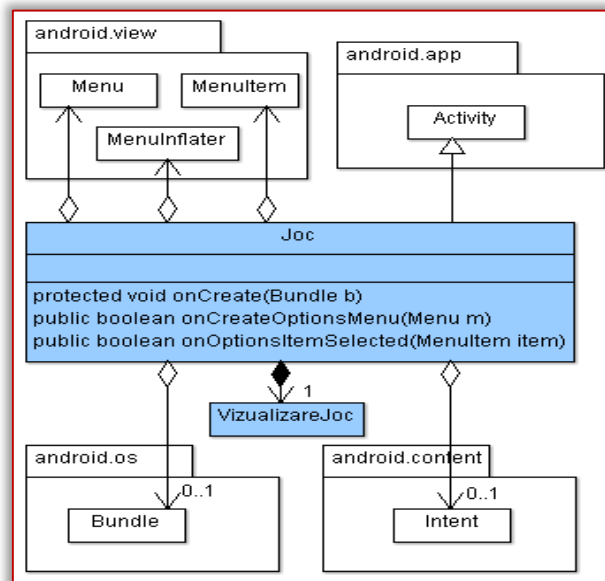 android.view
Menu
MenuItem
MenuInflater
android.app
Activity
Joc
protected void onCreate(Bundle b)
public boolean onCreateOptionsMenu(Menu m)
public boolean onOptionsItemSelected(MenuItem item)
1
VizualizareJoc
android.os
0..1
Bundle
android.content
0..1
Intent